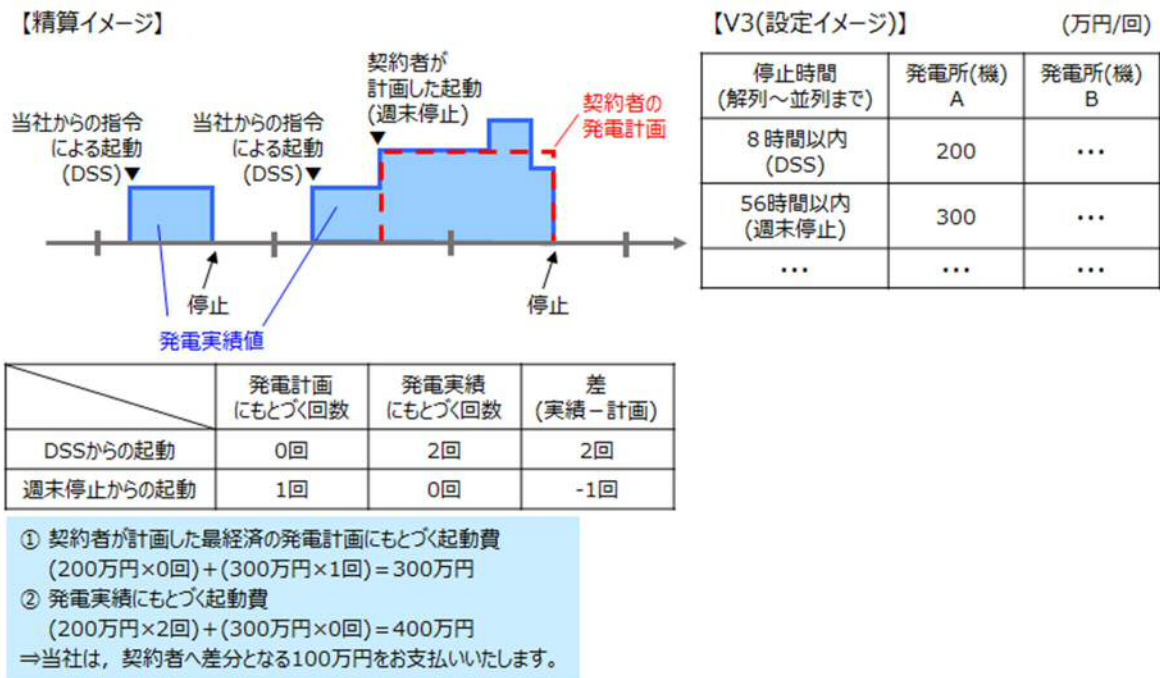 【精算イメージ】
契約者が
計画した起動
(週末停止)
▼
当社からの指令
による起動
(DSS)▼
当社からの指令
による起動
(DSS)▼
契約者の
発電計画
停止
停止
発電実績値
【V3(設定イメージ)】 (万円/回)
停止時間
(解列～並列まで)
発電所(機)
A
発電所(機)
B
8時間以内
(DSS)
200
…
56時間以内
(週末停止)
300
…
… … …
発電計画
にもとづく回数
発電実績
にもとづく回数
差
(実績－計画)
DSSからの起動 0回 2回 2回
週末停止からの起動 1回 0回 -1回
① 契約者が計画した最経済の発電計画にもとづく起動費
(200万円×0回)＋(300万円×1回)＝300万円
② 発電実績にもとづく起動費
(200万円×2回)＋(300万円×0回)＝400万円
⇒当社は，契約者へ差分となる100万円をお支払いいたします。